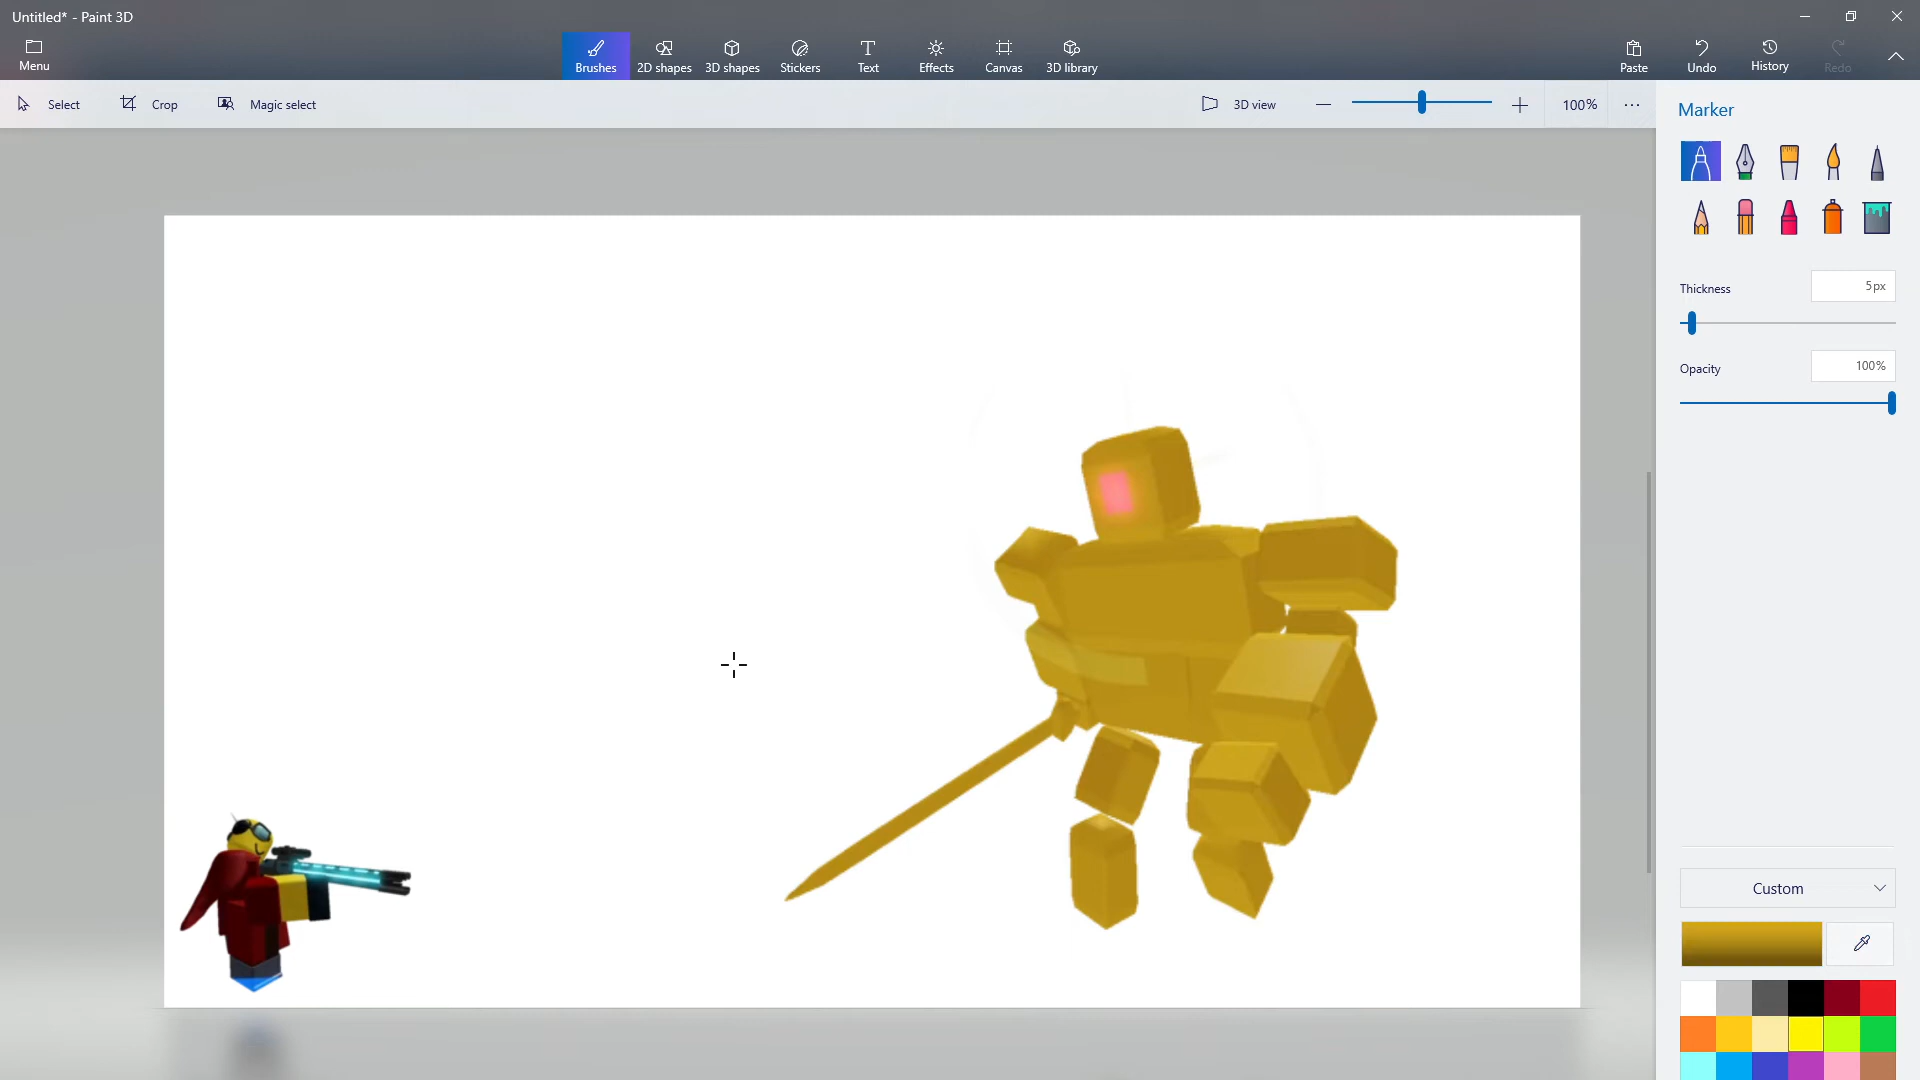 Untitled* - Paint 3D
Menu
Brushes
2D shapes
3D shapes
Stickers
Text
Effects
Canvas
3D library
Paste
Undo
History
Redo
Select
Crop
Magic select
3D view
100%
Marker
Thickness
5px
Opacity
100%
Custom